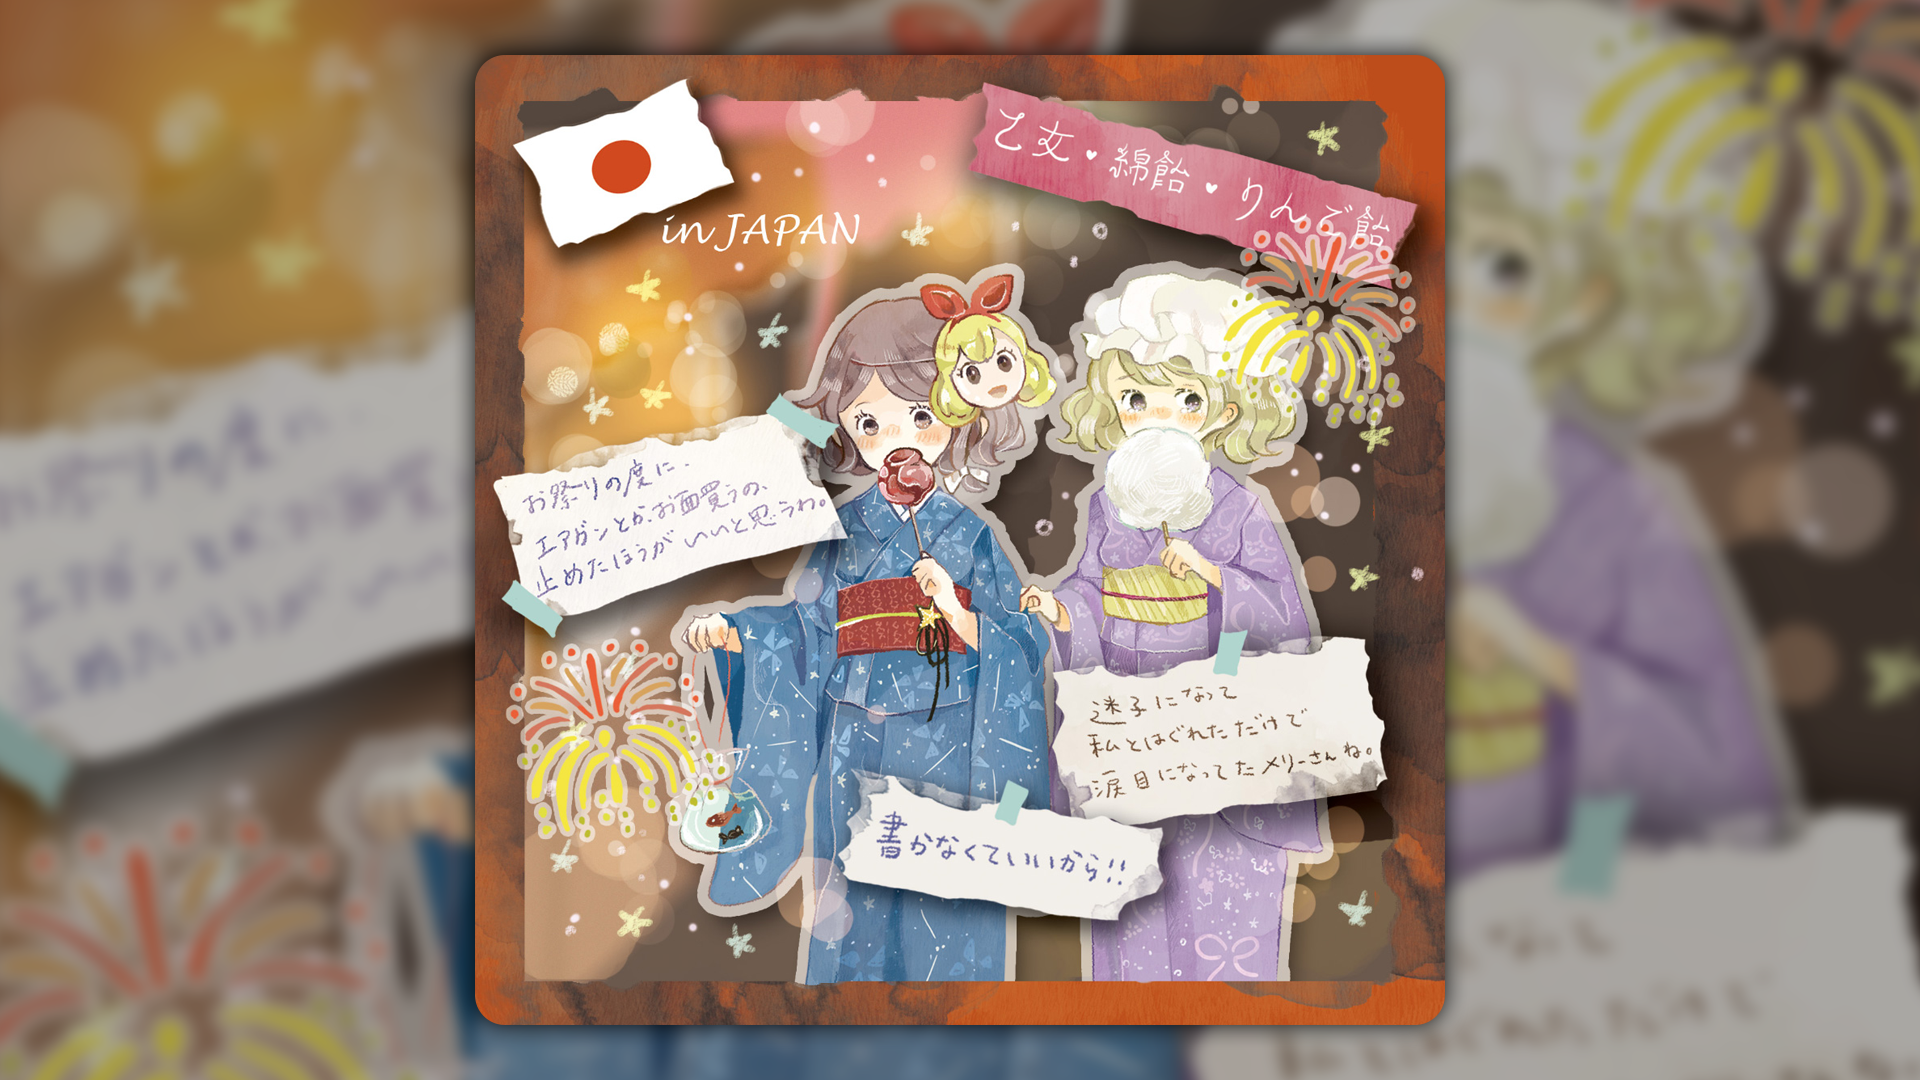 in JAPAN
乙女・綿飴・りんご飴
お祭りの度に、
エアガンとか、お面買うの、
止めたほうがいいと思うわ。
迷子になって
私とはぐれただけで
涙目になってたメリーさんね。
書かなくていいから!!